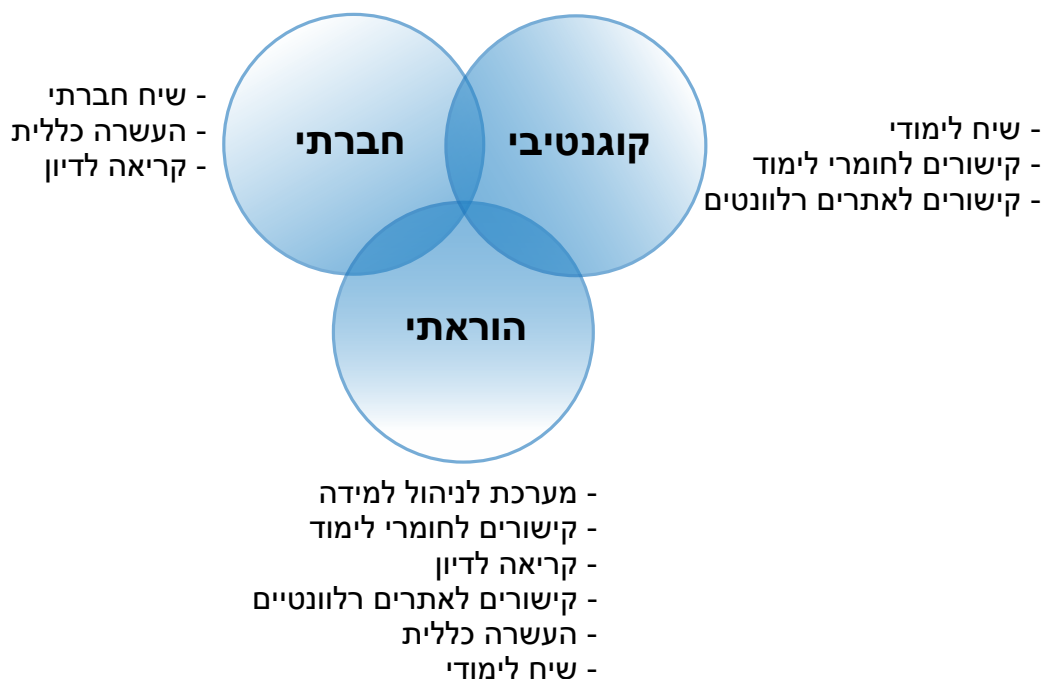 חברתי
- שיח חברתי
- העשרה כללית
- קריאה לדיון
קוגנטיבי
- שיח לימודי
- קישורים לחומרי לימוד
- קישורים לאתרים רלוונטים
הוראתי
- מערכת לניהול למידה
- קישורים לחומרי לימוד
- קריאה לדיון
- קישורים לאתרים רלוונטיים
- העשרה כללית
- שיח לימודי